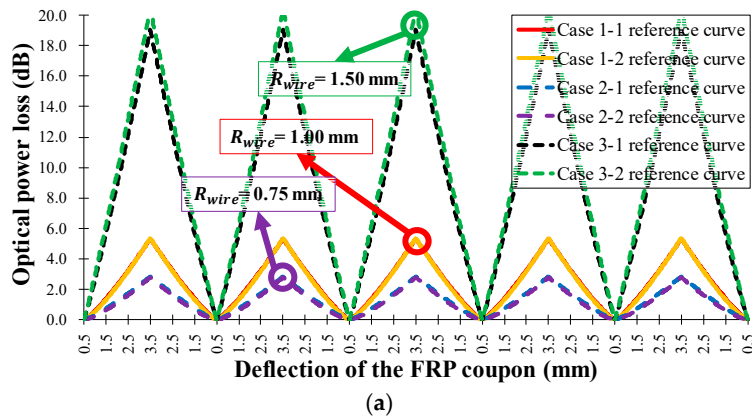 Optical power loss (dB)
20.0
18.0
16.0
14.0
12.0
10.0
8.0
6.0
4.0
2.0
0.0
Case 1-1 reference curve
Case 1-2 reference curve
Case 2-1 reference curve
Case 2-2 reference curve
Case 3-1 reference curve
Case 3-2 reference curve
R_wire= 1.50 mm
R_wire= 1.00 mm
R_wire= 0.75 mm
0.5 1.5 2.5 3.5 2.5 1.5 0.5 1.5 2.5 3.5 2.5 1.5 0.5 1.5 2.5 3.5 2.5 1.5 0.5 1.5 2.5 3.5 2.5 1.5 0.5 1.5 2.5 3.5 2.5 1.5 0.5
Deflection of the FRP coupon (mm)
(a)